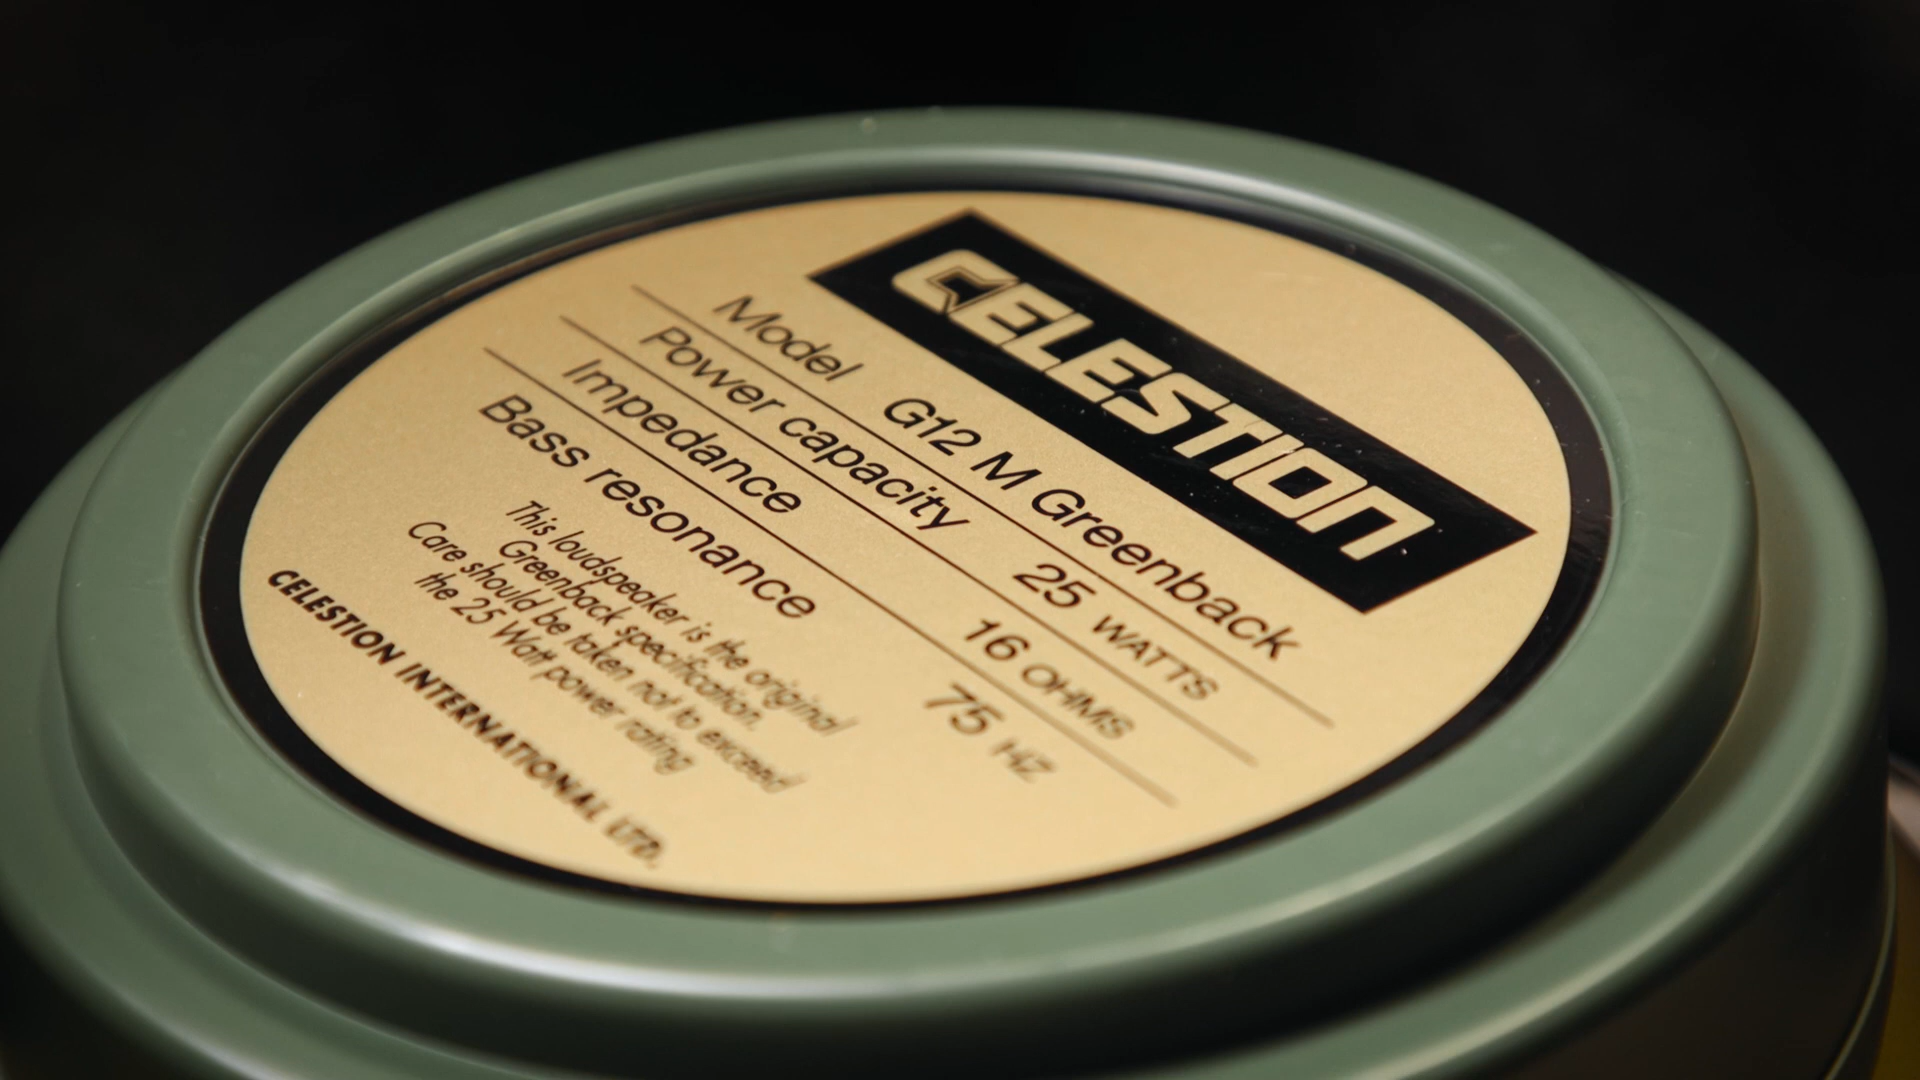 CELESTION
Model G12 M Greenback
Power capacity 25 WATTS
Impedance 16 OHMS
Bass resonance 75 HZ
This loudspeaker is the original
Greenback specification.
Care should be taken not to exceed
the 25 Watt power rating
CELESTION INTERNATIONAL LTD.